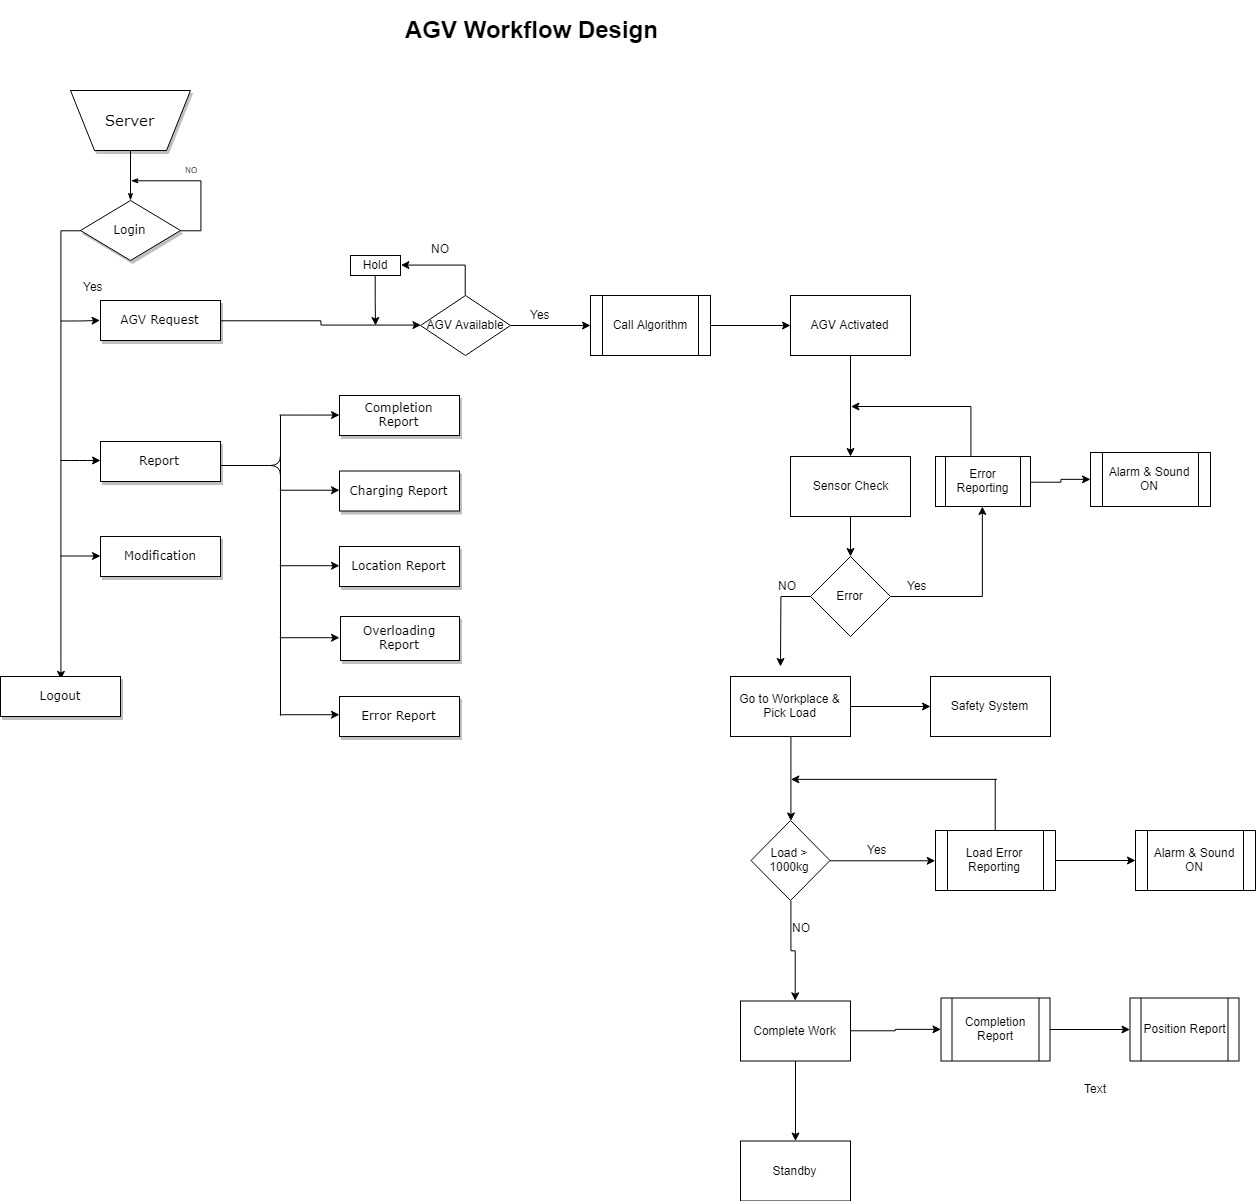 AGV Workflow Design
Server
NO
Login
Yes
AGV Request
Hold
NO
AGV Available
Yes
Call Algorithm
AGV Activated
Report
Completion
Report
Charging Report
Location Report
Overloading
Report
Error Report
Modification
Logout
Sensor Check
Error
Reporting
Alarm & Sound
ON
Error
NO
Yes
Go to Workplace &
Pick Load
Safety System
Load >
1000kg
Yes
Load Error
Reporting
Alarm & Sound
ON
NO
Complete Work
Completion
Report
Position Report
Text
Standby